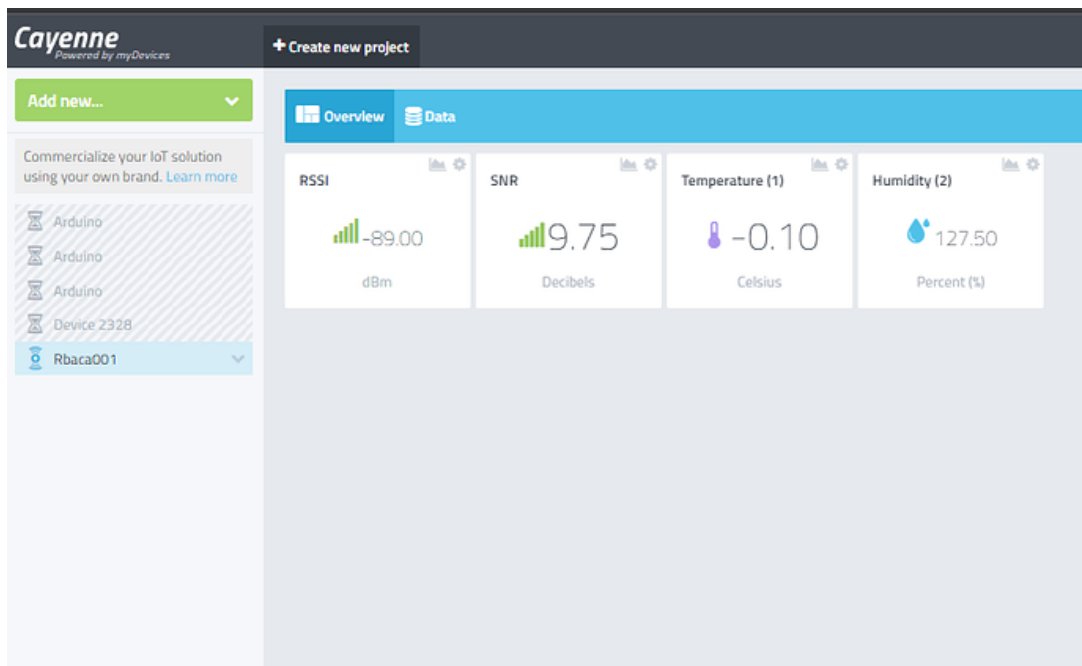 Cayenne
Powered by myDevices
+ Create new project
Add new...
Commercialize your IoT solution
using your own brand. Learn more
Arduino
Arduino
Arduino
Device 2328
Rbaca001
Overview
Data
RSSI
-89.00
dBm
SNR
9.75
Decibels
Temperature (1)
-0.10
Celsius
Humidity (2)
127.50
Percent (%)